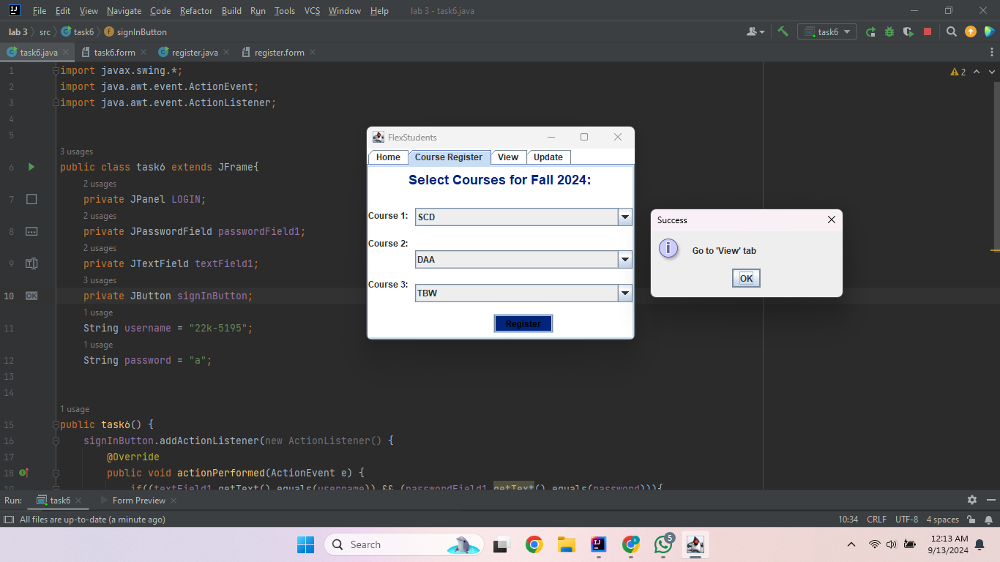 File Edit View Navigate Code Refactor Build Run Tools VCS Window Help lab 3 - task6.java
lab 3 src task6 signInButton task6
task6.java task6.form register.java register.form
1 import javax.swing.*;
2 import java.awt.event.ActionEvent;
3 import java.awt.event.ActionListener;
2
4
5
3 usages
6 public class task6 extends JFrame{
2 usages
7 private JPanel LOGIN;
2 usages
8 private JPasswordField passwordField1;
2 usages
9 private JTextField textField1;
3 usages
10 private JButton signInButton;
1 usage
11 String username = "22k-5195";
1 usage
12 String password = "a";
13
14
1 usage
15 public task6() {
16 signInButton.addActionListener(new ActionListener() {
17 @Override
18 public void actionPerformed(ActionEvent e) {
19 if((textField1.getText().equals(username)) && (passwordField1.getText().equals(password))){
FlexStudents
Home Course Register View Update
Select Courses for Fall 2024:
Course 1: SCD
Course 2:
DAA
Course 3:
TBW
Register
Success
Go to 'View' tab
OK
Run: task6 Form Preview
All files are up-to-date (a minute ago) 10:34 CRLF UTF-8 4 spaces
Search 5 12:13 AM
9/13/2024